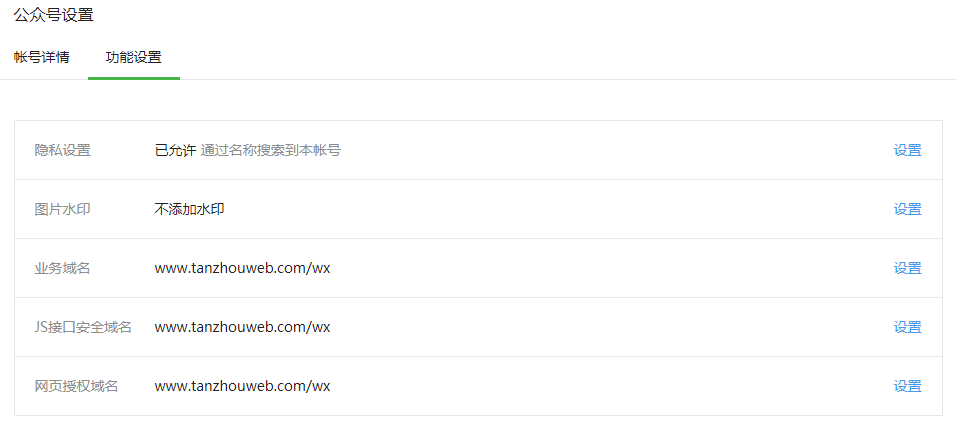 公众号设置
帐号详情 功能设置
隐私设置 已允许 通过名称搜索到本帐号 设置
图片水印 不添加水印 设置
业务域名 www.tanzhouweb.com/wx 设置
JS接口安全域名 www.tanzhouweb.com/wx 设置
网页授权域名 www.tanzhouweb.com/wx 设置